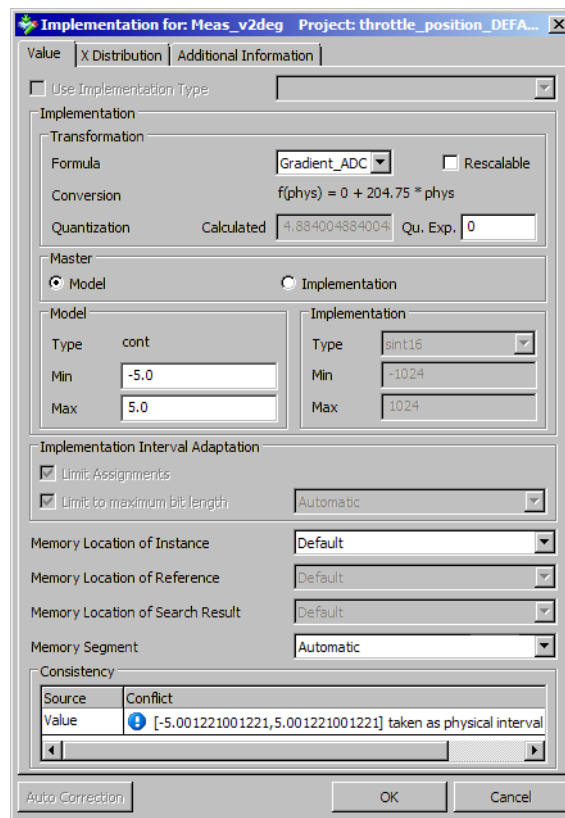 Implementation for: Meas_v2deg Project: throttle_position_DEFA...
Value X Distribution Additional Information
Use Implementation Type
Implementation
Transformation
Formula Gradient_ADC Rescalable
Conversion f(phys) = 0 + 204.75 * phys
Quantization Calculated 4.884004884004 Qu. Exp. 0
Master
Model Implementation
Model Implementation
Type cont Type sint16
Min -5.0 Min -1024
Max 5.0 Max 1024
Implementation Interval Adaptation
Limit Assignments
Limit to maximum bit length Automatic
Memory Location of Instance Default
Memory Location of Reference Default
Memory Location of Search Result Default
Memory Segment Automatic
Consistency
Source Conflict
Value [-5.001221001221,5.001221001221] taken as physical interval
Auto Correction OK Cancel